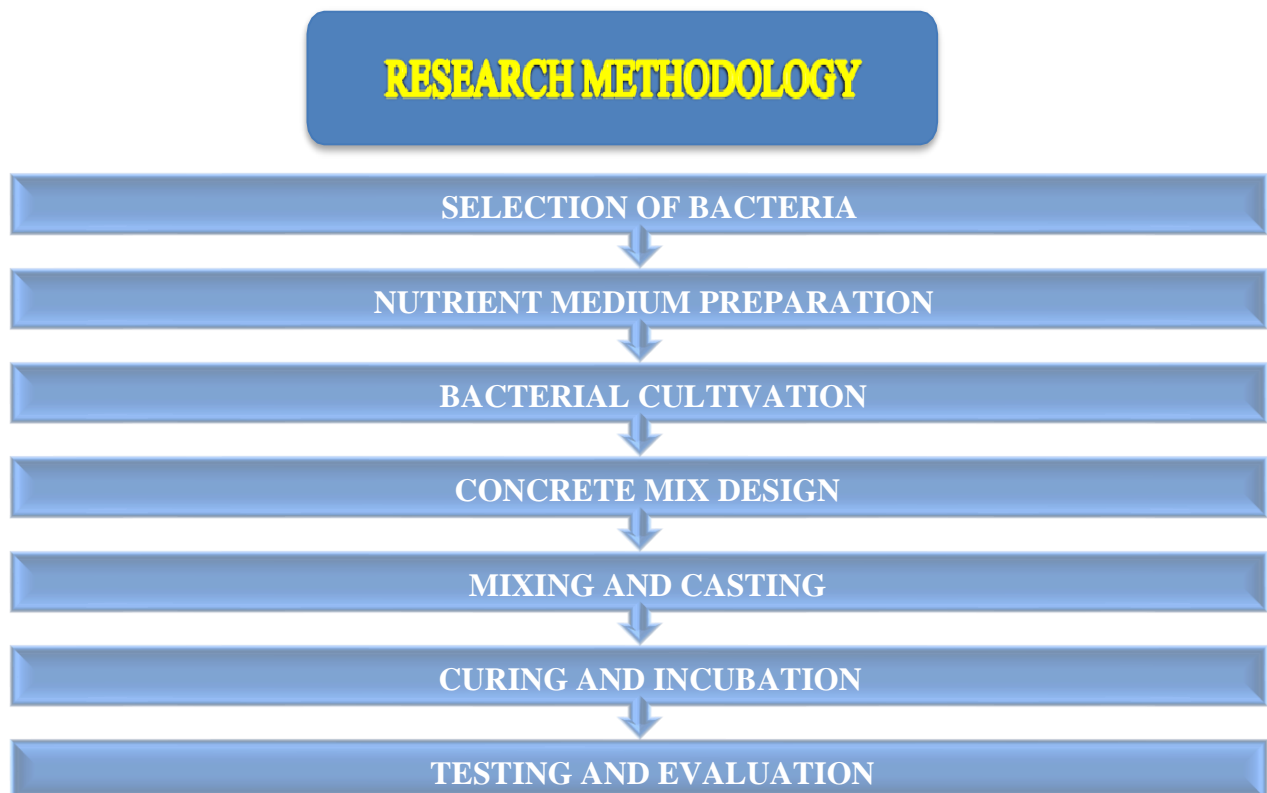 RESEARCH METHODOLOGY
SELECTION OF BACTERIA
NUTRIENT MEDIUM PREPARATION
BACTERIAL CULTIVATION
CONCRETE MIX DESIGN
MIXING AND CASTING
CURING AND INCUBATION
TESTING AND EVALUATION